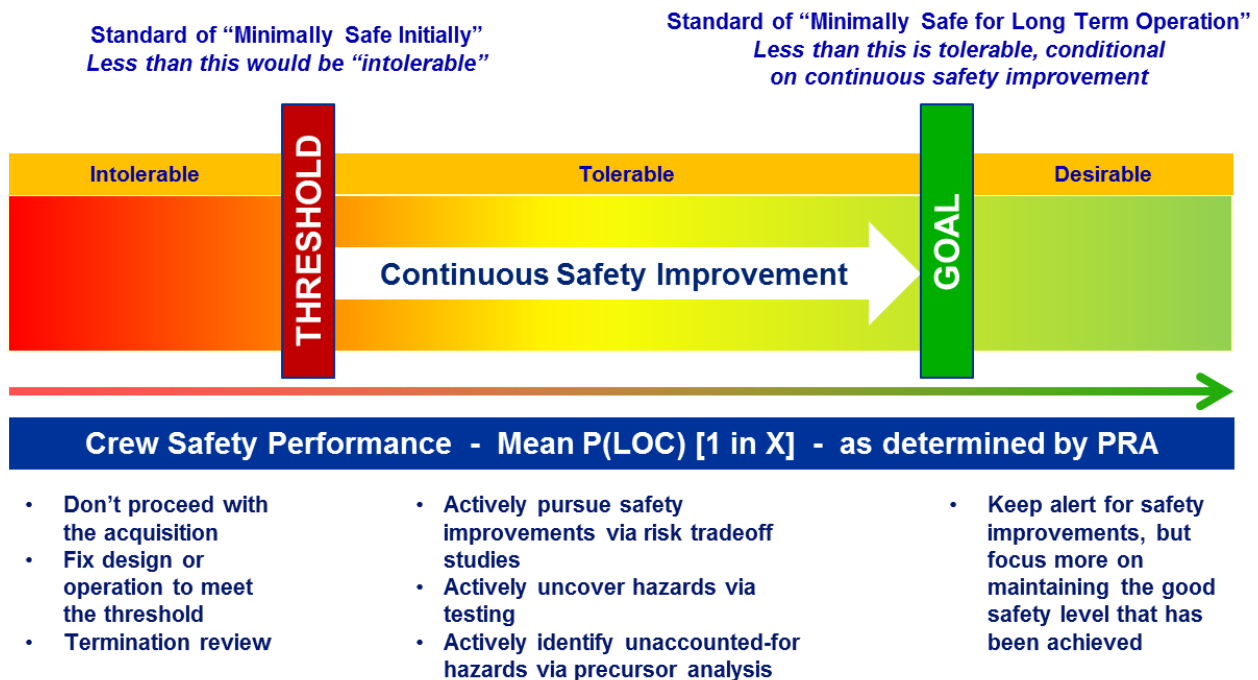 Standard of “Minimally Safe Initially”
Less than this would be “intolerable”
Standard of “Minimally Safe for Long Term Operation”
Less than this is tolerable, conditional
on continuous safety improvement
Intolerable
THRESHOLD
Tolerable
GOAL
Desirable
Continuous Safety Improvement
Crew Safety Performance - Mean P(LOC) [1 in X] - as determined by PRA
• Don’t proceed with
the acquisition
• Fix design or
operation to meet
the threshold
• Termination review
• Actively pursue safety
improvements via risk tradeoff
studies
• Actively uncover hazards via
testing
• Actively identify unaccounted-for
hazards via precursor analysis
• Keep alert for safety
improvements, but
focus more on
maintaining the good
safety level that has
been achieved